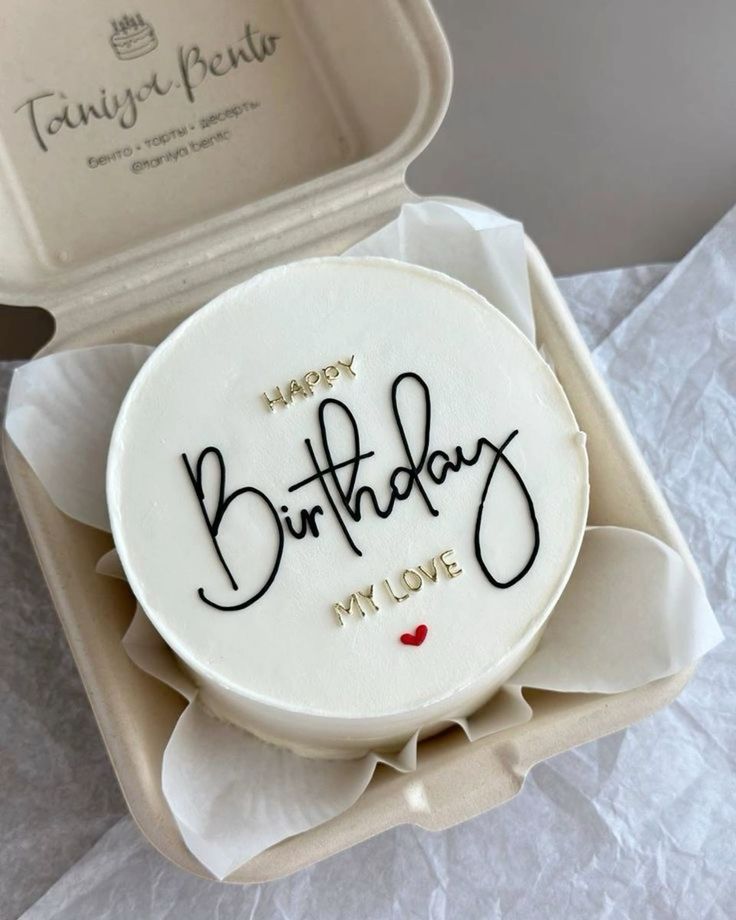 Taniya.Bento
бенто • торты • десерты
@taniya.bento
HAPPY
Birthday
MY LOVE